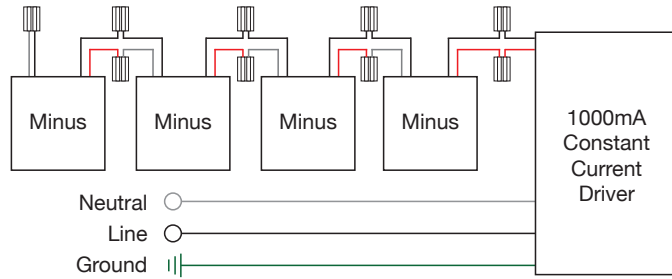 Minus
Minus
Minus
Minus
1000mA
Constant
Current
Driver
Neutral
Line
Ground